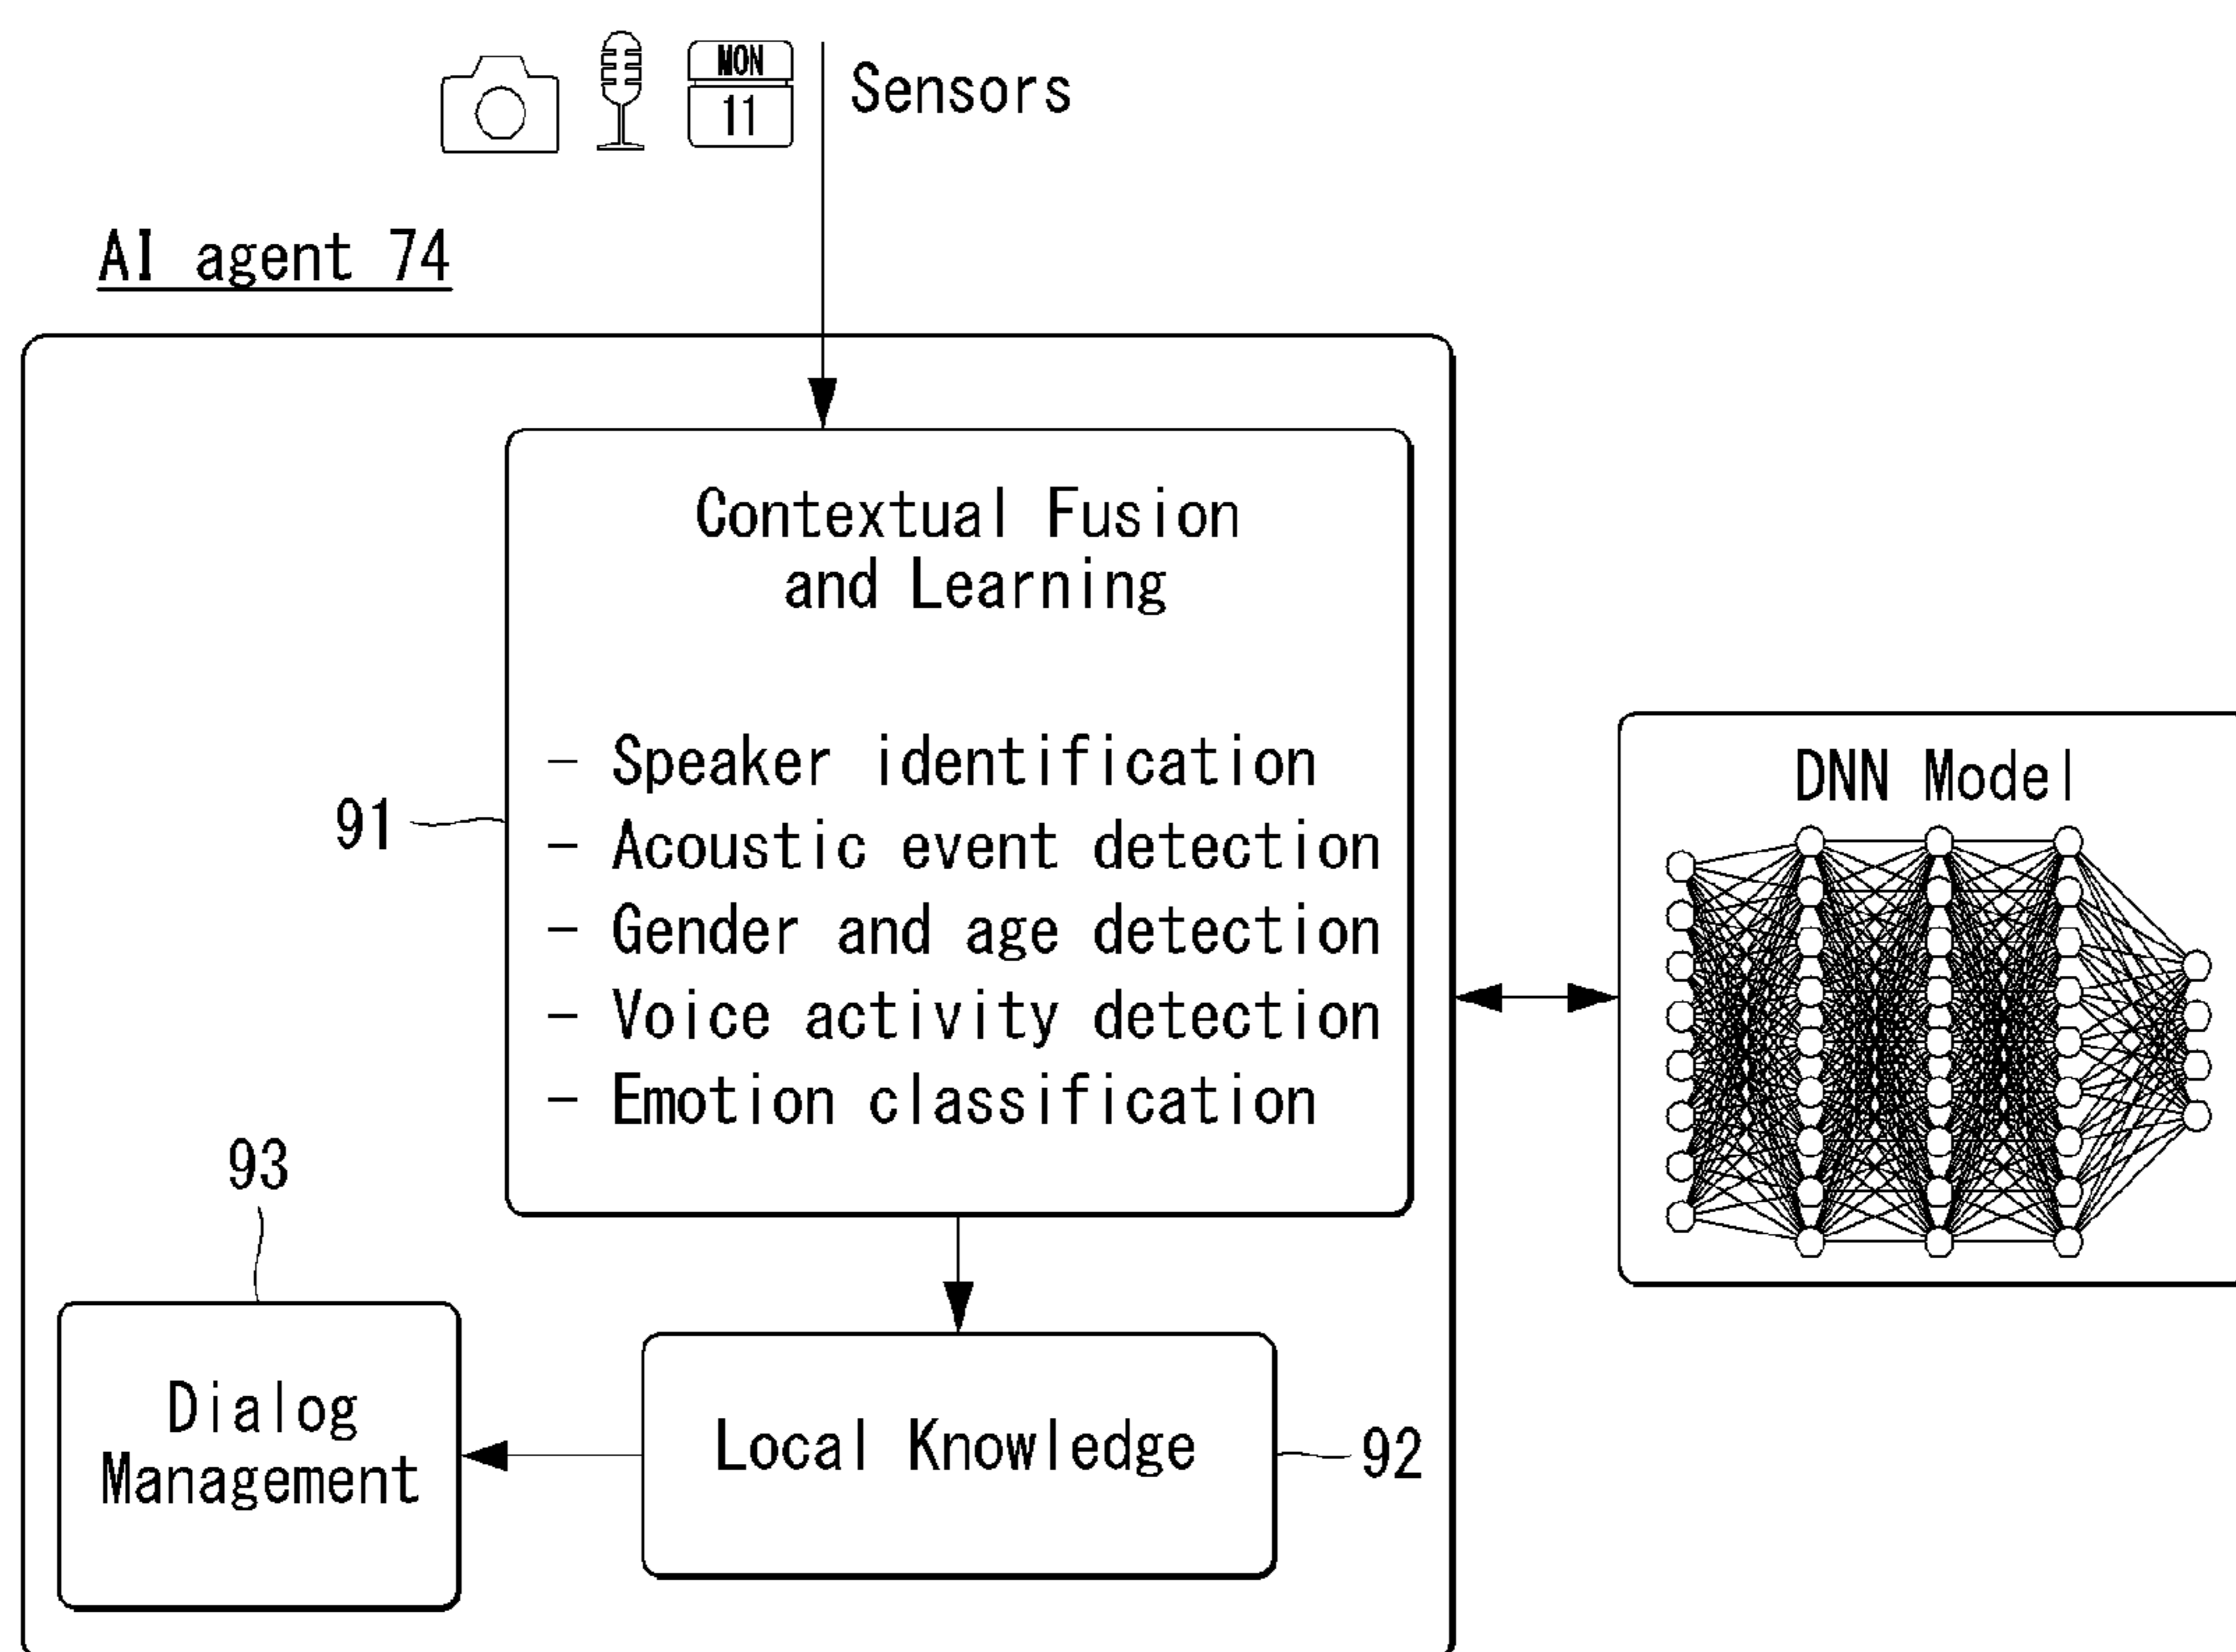 MON
11
Sensors
AI agent 74
Contextual Fusion
and Learning
- Speaker identification
- Acoustic event detection
- Gender and age detection
- Voice activity detection
- Emotion classification
91
DNN Model
93
Dialog
Management
Local Knowledge
92